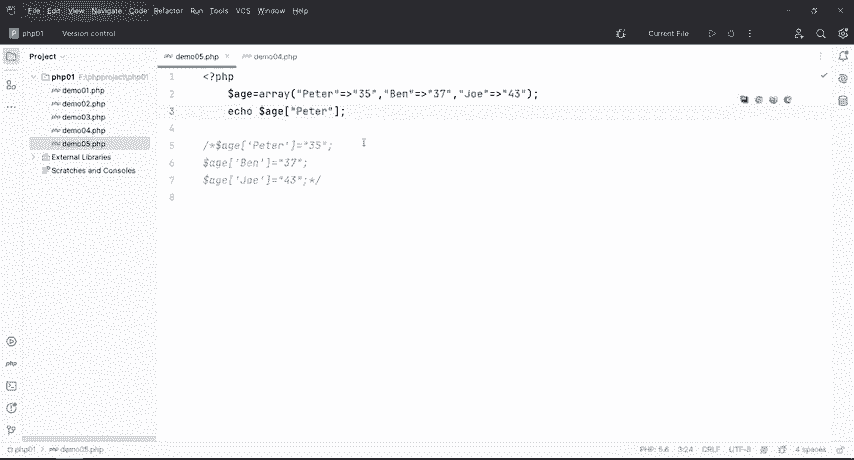 File Edit View Navigate Code Refactor Run Tools VCS Window Help
P php01 Version control Current File
Project
demo05.php demo04.php
php01 F:\phpproject\php01
demo01.php
demo02.php
demo03.php
demo04.php
demo05.php
External Libraries
Scratches and Consoles
1 <?php
2 $age=array("Peter"=>"35","Ben"=>"37","Joe"=>"43");
3 echo $age["Peter"];
4
5 /*$age['Peter']="35";
6 $age['Ben']="37";
7 $age['Joe']="43";*/
8
php
php01 > demo05.php PHP: 5.6 3:24 CRLF UTF-8 4 spaces